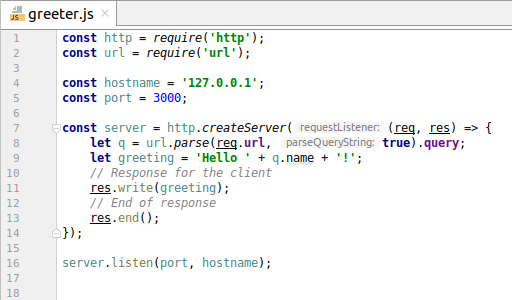 greeter.js
1 const http = require('http');
2 const url = require('url');
3
4 const hostname = '127.0.0.1';
5 const port = 3000;
6
7 const server = http.createServer( requestListener: (req, res) => {
8 let q = url.parse(req.url, parseQueryString: true).query;
9 let greeting = 'Hello ' + q.name + '!';
10 // Response for the client
11 res.write(greeting);
12 // End of response
13 res.end();
14 });
15
16 server.listen(port, hostname);
17
18